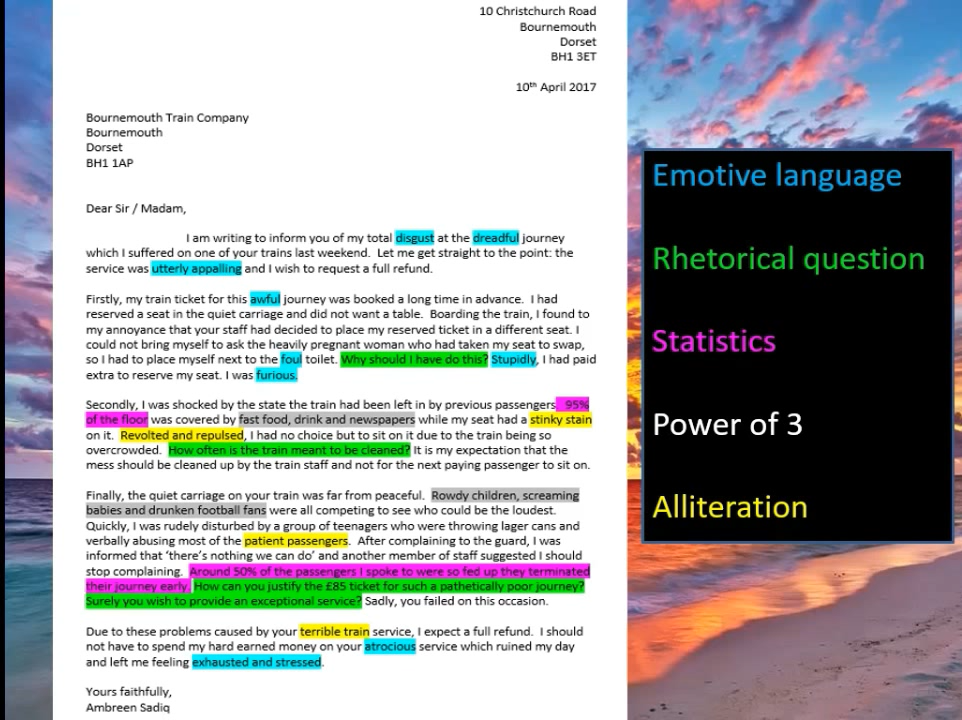 10 Christchurch Road
Bournemouth
Dorset
BH1 3ET
10th April 2017
Bournemouth Train Company
Bournemouth
Dorset
BH1 1AP
Dear Sir / Madam,
I am writing to inform you of my total disgust at the dreadful journey
which I suffered on one of your trains last weekend. Let me get straight to the point: the
service was utterly appalling and I wish to request a full refund.
Firstly, my train ticket for this awful journey was booked a long time in advance. I had
reserved a seat in the quiet carriage and did not want a table. Boarding the train, I found to
my annoyance that your staff had decided to place my reserved ticket in a different seat. I
could not bring myself to ask the heavily pregnant woman who had taken my seat to swap,
so I had to place myself next to the foul toilet. Why should I have do this? Stupidly, I had paid
extra to reserve my seat. I was furious.
Secondly, I was shocked by the state the train had been left in by previous passengers. 95%
of the floor was covered by fast food, drink and newspapers while my seat had a stinky stain
on it. Revolted and repulsed, I had no choice but to sit on it due to the train being so
overcrowded. How often is the train meant to be cleaned? It is my expectation that the
mess should be cleaned up by the train staff and not for the next paying passenger to sit on.
Finally, the quiet carriage on your train was far from peaceful. Rowdy children, screaming
babies and drunken football fans were all competing to see who could be the loudest.
Quickly, I was rudely disturbed by a group of teenagers who were throwing lager cans and
verbally abusing most of the patient passengers. After complaining to the guard, I was
informed that ‘there’s nothing we can do’ and another member of staff suggested I should
stop complaining. Around 50% of the passengers I spoke to were so fed up they terminated
their journey early. How can you justify the £85 ticket for such a pathetically poor journey?
Surely you wish to provide an exceptional service? Sadly, you failed on this occasion.
Due to these problems caused by your terrible train service, I expect a full refund. I should
not have to spend my hard earned money on your atrocious service which ruined my day
and left me feeling exhausted and stressed.
Yours faithfully,
Ambreen Sadiq
Emotive language
Rhetorical question
Statistics
Power of 3
Alliteration